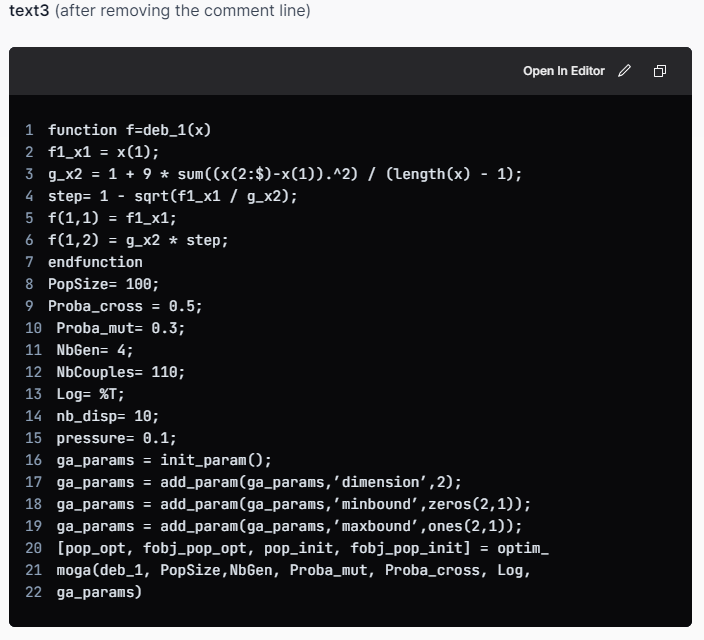 text3 (after removing the comment line)
Open In Editor
1 function f=deb_1(x)
2 f1_x1 = x(1);
3 g_x2 = 1 + 9 * sum((x(2:$)-x(1)).^2) / (length(x) - 1);
4 step= 1 - sqrt(f1_x1 / g_x2);
5 f(1,1) = f1_x1;
6 f(1,2) = g_x2 * step;
7 endfunction
8 PopSize= 100;
9 Proba_cross = 0.5;
10 Proba_mut= 0.3;
11 NbGen= 4;
12 NbCouples= 110;
13 Log= %T;
14 nb_disp= 10;
15 pressure= 0.1;
16 ga_params = init_param();
17 ga_params = add_param(ga_params,’dimension’,2);
18 ga_params = add_param(ga_params,’minbound’,zeros(2,1));
19 ga_params = add_param(ga_params,’maxbound’,ones(2,1));
20 [pop_opt, fobj_pop_opt, pop_init, fobj_pop_init] = optim_
21 moga(deb_1, PopSize,NbGen, Proba_mut, Proba_cross, Log,
22 ga_params)